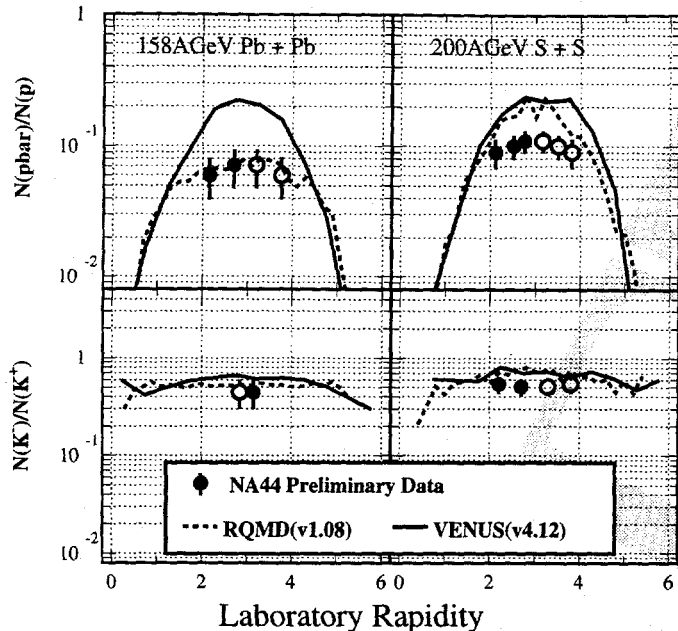 158AGeV Pb + Pb
200AGeV S + S
N(pbar)/N(p)
1
10⁻¹
10⁻²
N(K⁻)/N(K⁺)
1
10⁻¹
10⁻²
NA44 Preliminary Data
RQMD(v1.08)
VENUS(v4.12)
0 2 4 6 0 2 4 6
Laboratory Rapidity